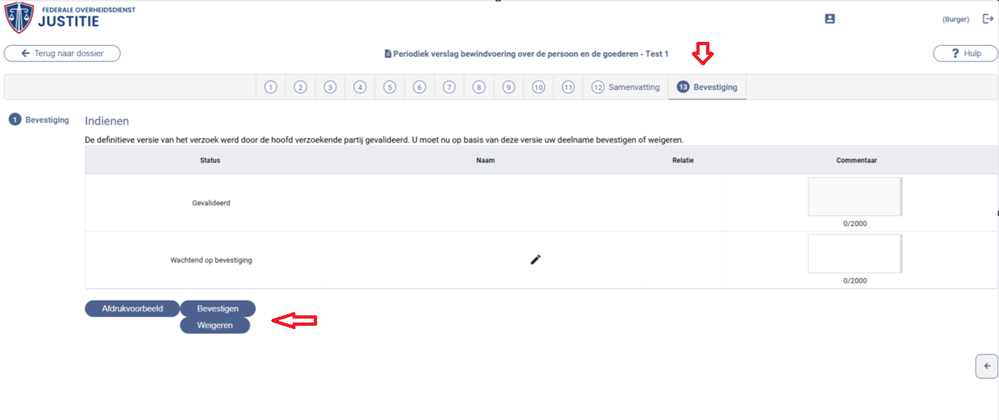 FEDERALE OVERHEIDSDIENST
JUSTITIE
(Burger)
Terug naar dossier
Periodiek verslag bewindvoering over de persoon en de goederen - Test 1
? Hulp
1 2 3 4 5 6 7 8 9 10 11 12 Samenvatting 13 Bevestiging
1 Bevestiging
Indienen
De definitieve versie van het verzoek werd door de hoofd verzoekende partij gevalideerd. U moet nu op basis van deze versie uw deelname bevestigen of weigeren.
Status Naam Relatie Commentaar
Gevalideerd
0/2000
Wachtend op bevestiging
0/2000
Afdrukvoorbeeld Bevestigen
Weigeren